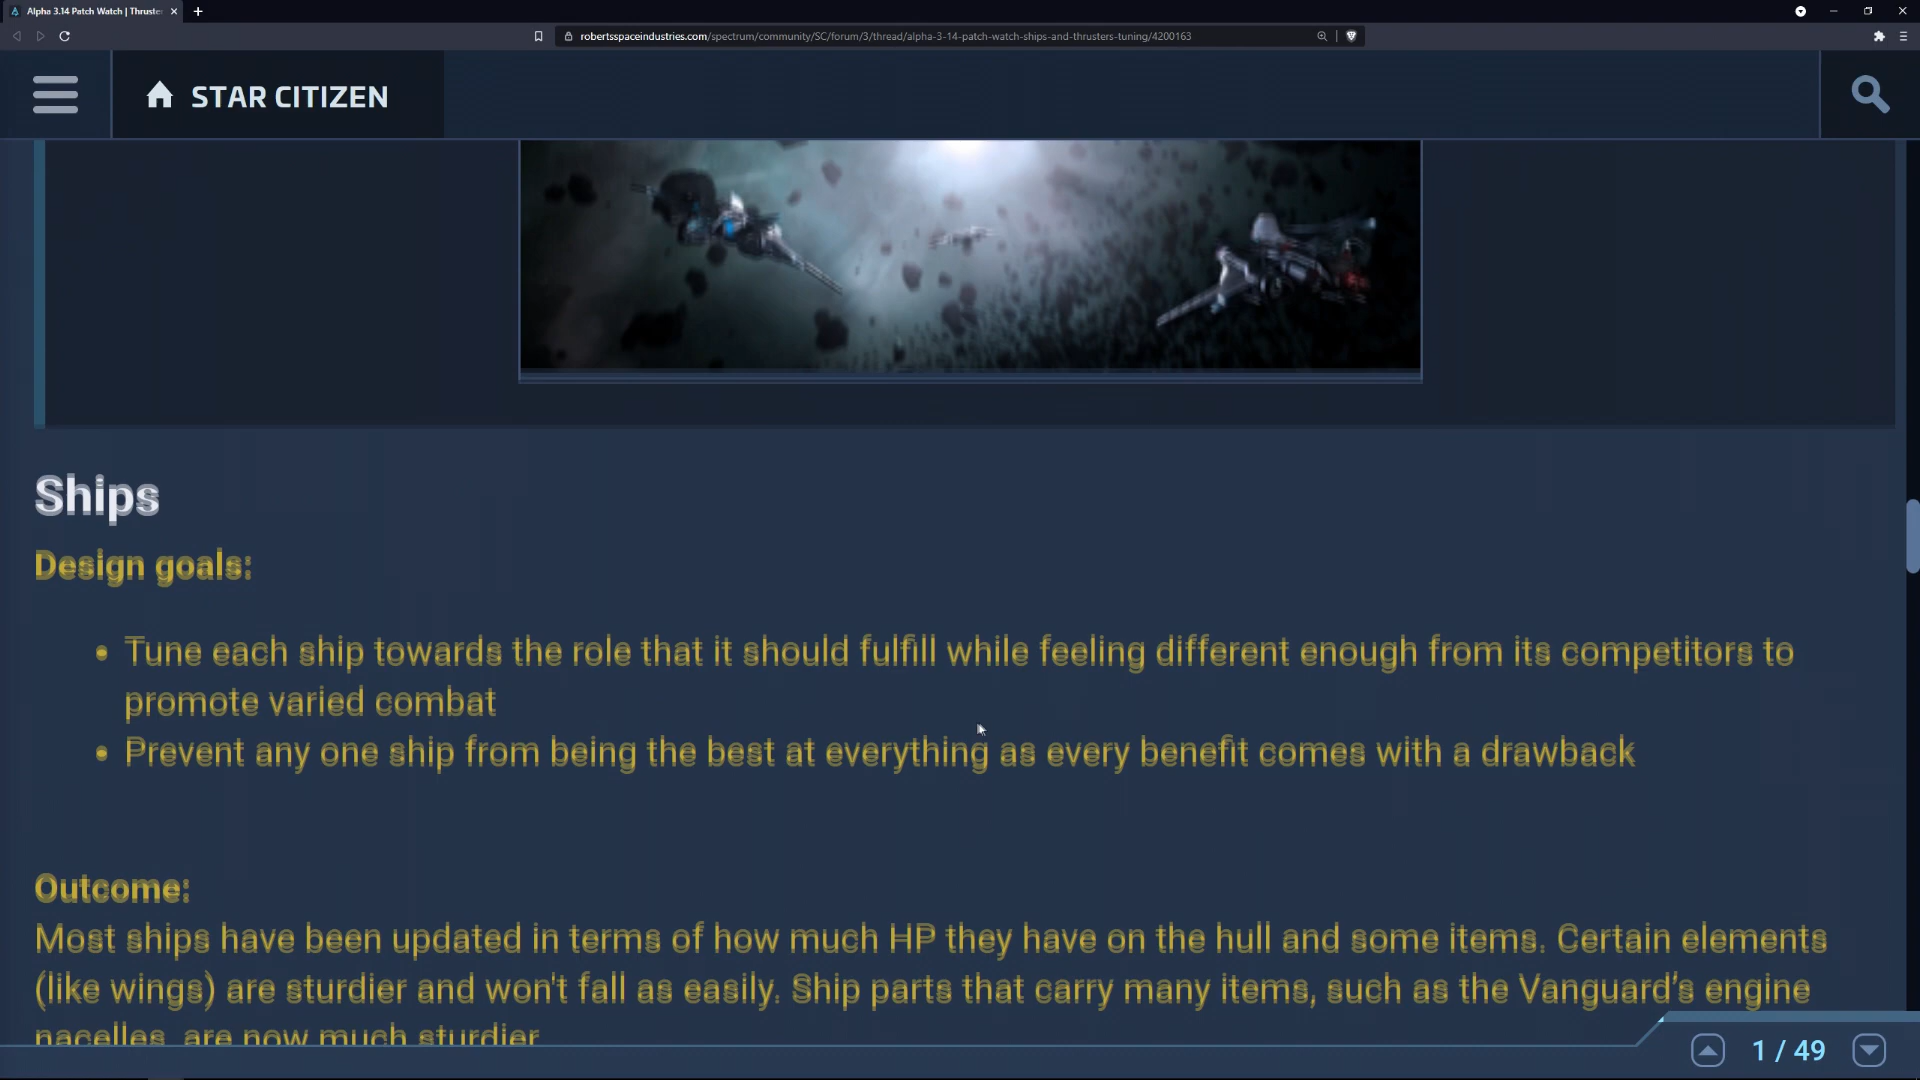 Alpha 3.14 Patch Watch | Thruste
robertsspaceindustries.com/spectrum/community/SC/forum/3/thread/alpha-3-14-patch-watch-ships-and-thrusters-tuning/4200163
STAR CITIZEN
Ships
Design goals:
• Tune each ship towards the role that it should fulfill while feeling different enough from its competitors to
promote varied combat
• Prevent any one ship from being the best at everything as every benefit comes with a drawback
Outcome:
Most ships have been updated in terms of how much HP they have on the hull and some items. Certain elements
(like wings) are sturdier and won't fall as easily. Ship parts that carry many items, such as the Vanguard's engine
nacelles, are now much sturdier
1 / 49